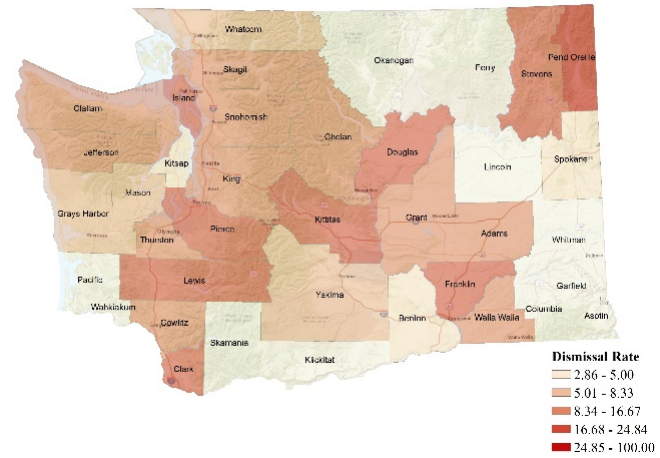 Whatcom
Okanogan
Pend Oreille
Skagit
Ferry
Stevens
Island
Clallam
Snohomish
Chelan
Douglas
Jefferson
Kitsap
Lincoln
Spokane
King
Mason
Grays Harbor
Kittitas
Grant
Pierce
Adams
Thurston
Whitman
Pacific
Lewis
Franklin
Garfield
Yakima
Wahkiakum
Columbia
Benton
Walla Walla
Asotin
Cowlitz
Skamania
Klickitat
Clark
Dismissal Rate
2.86 - 5.00
5.01 - 8.33
8.34 - 16.67
16.68 - 24.84
24.85 - 100.00